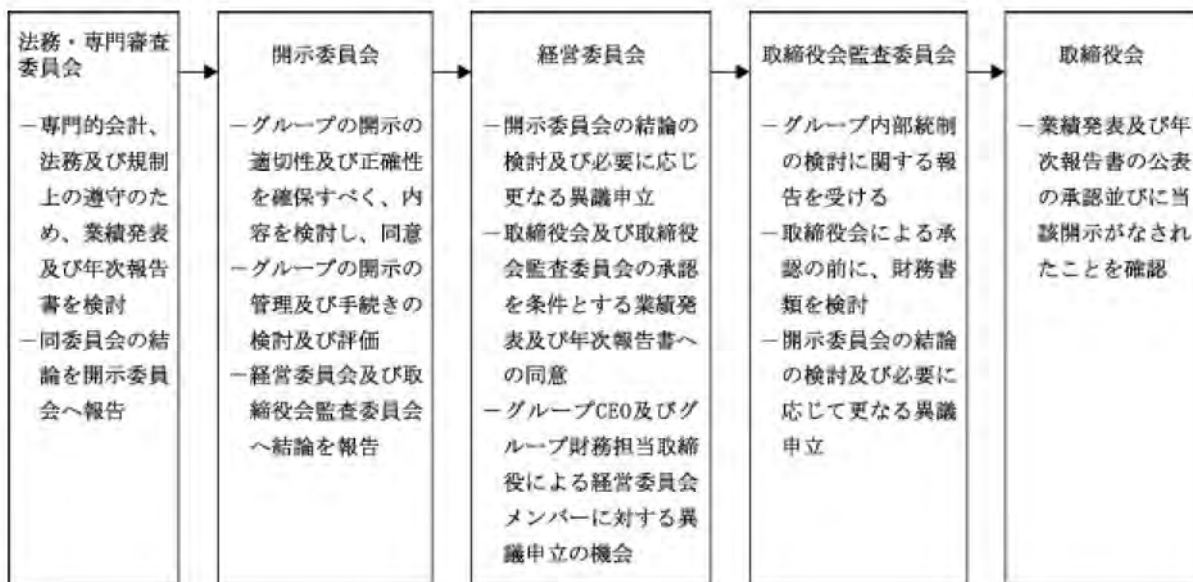 法務・専門審査
委員会
－専門的会計、
法務及び規制
上の遵守のた
め、業績発表
及び年次報告
書を検討
－同委員会の結
論を開示委員
会へ報告
開示委員会
－グループの開示の
適切性及び正確性
を確保すべく、内
容を検討し、同意
－グループの開示の
管理及び手続きの
検討及び評価
－経営委員会及び取
締役会監査委員会
へ結論を報告
経営委員会
－開示委員会の結論の
検討及び必要に応じ
更なる異議申立
－取締役会及び取締役
会監査委員会の承認
を条件とする業績発
表及び年次報告書へ
の同意
－グループCEO及びグ
ループ財務担当取締
役による経営委員会
メンバーに対する異
議申立の機会
取締役会監査委員会
－グループ内部統制
の検討に関する報
告を受ける
－取締役会による承
認の前に、財務書
類を検討
－開示委員会の結論
の検討及び必要に
応じて更なる異議
申立
取締役会
－業績発表及び年
次報告書の公表
の承認並びに当
該開示がなされ
たことを確認